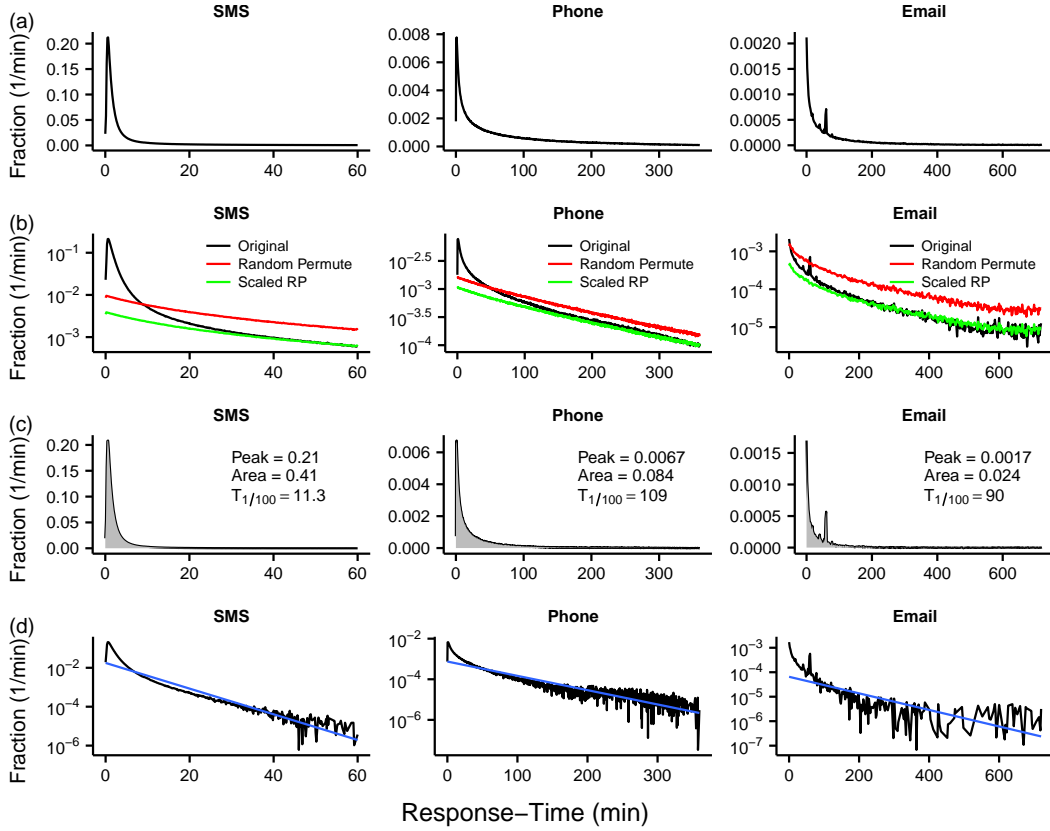 (a)
SMS
Phone
Email
Fraction (1/min)
0.20
0.15
0.10
0.05
0.00
0 20 40 60
0.008
0.006
0.004
0.002
0.000
0 100 200 300
0.0020
0.0015
0.0010
0.0005
0.0000
0 200 400 600
(b)
SMS
Phone
Email
Fraction (1/min)
10−1
10−2
10−3
Original
Random Permute
Scaled RP
0 20 40 60
10−2.5
10−3
10−3.5
10−4
Original
Random Permute
Scaled RP
0 100 200 300
10−3
10−4
10−5
Original
Random Permute
Scaled RP
0 200 400 600
(c)
SMS
Phone
Email
Fraction (1/min)
0.20
0.15
0.10
0.05
0.00
Peak = 0.21
Area = 0.41
T1/100 = 11.3
0 20 40 60
0.006
0.004
0.002
0.000
Peak = 0.0067
Area = 0.084
T1/100 = 109
0 100 200 300
0.0015
0.0010
0.0005
0.0000
Peak = 0.0017
Area = 0.024
T1/100 = 90
0 200 400 600
(d)
SMS
Phone
Email
Fraction (1/min)
10−2
10−4
10−6
0 20 40 60
10−2
10−4
10−6
0 100 200 300
10−3
10−4
10−5
10−6
10−7
0 200 400 600
Response−Time (min)